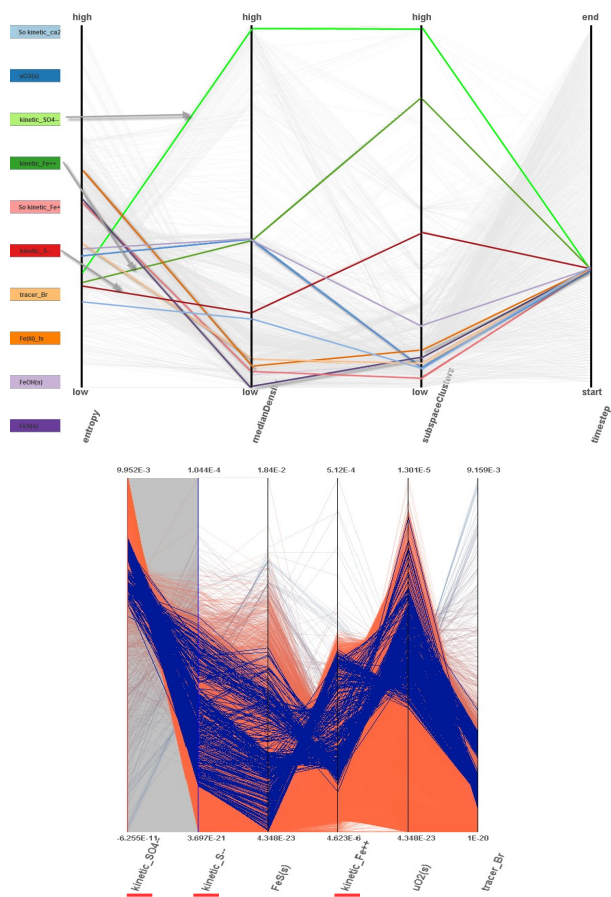 high
high
high
end
So kinetic_ca2
uO2(s)
kinetic_SO4--
kinetic_Fe++
So kinetic_Fe+
kinetic_S--
tracer_Br
Fe(iii)_Is
FeOH(s)
FeS(s)
low
low
low
start
entropy
medianDensi
subspaceClusters
timestep
9.952E-3
1.044E-4
1.84E-2
5.12E-4
1.301E-5
9.159E-3
-6.255E-11
3.697E-21
4.348E-23
4.623E-6
4.348E-23
1E-20
kinetic_SO4--
kinetic_S--
FeS(s)
kinetic_Fe++
uO2(s)
tracer_Br